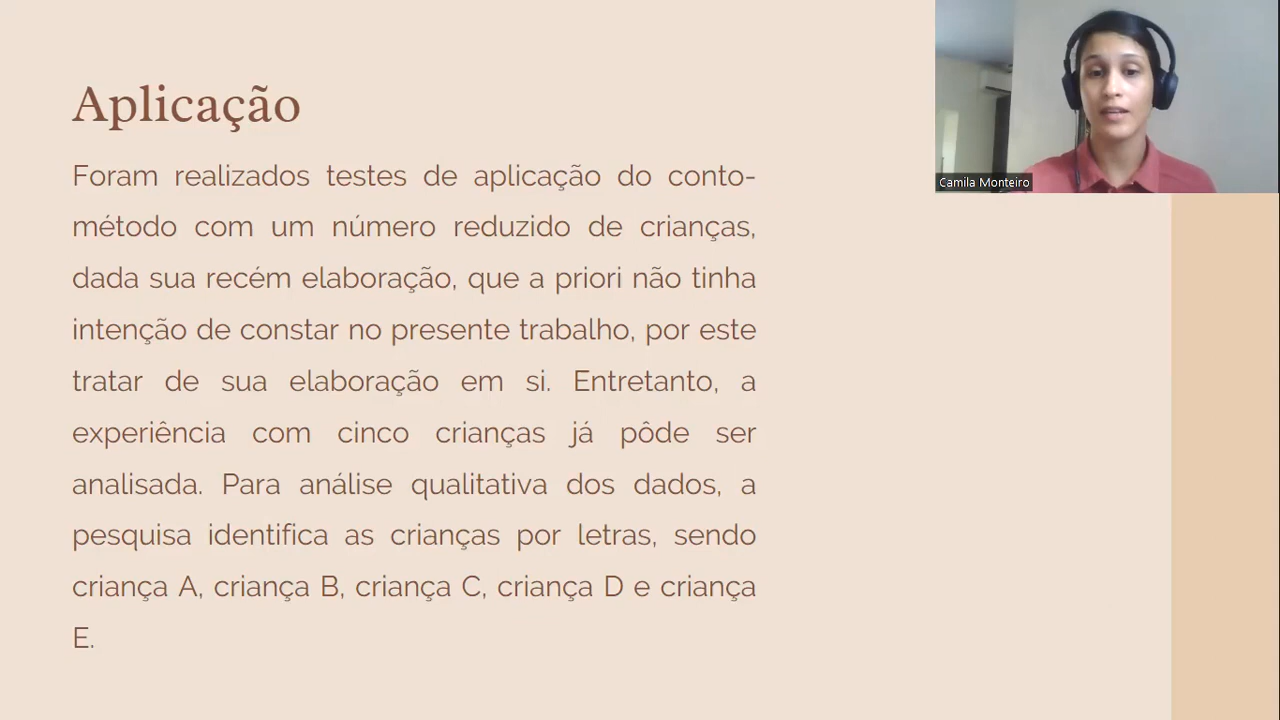 Aplicação
Foram realizados testes de aplicação do conto-
método com um número reduzido de crianças,
dada sua recém elaboração, que a priori não tinha
intenção de constar no presente trabalho, por este
tratar de sua elaboração em si. Entretanto, a
experiência com cinco crianças já pôde ser
analisada. Para análise qualitativa dos dados, a
pesquisa identifica as crianças por letras, sendo
criança A, criança B, criança C, criança D e criança
E.
Camila Monteiro